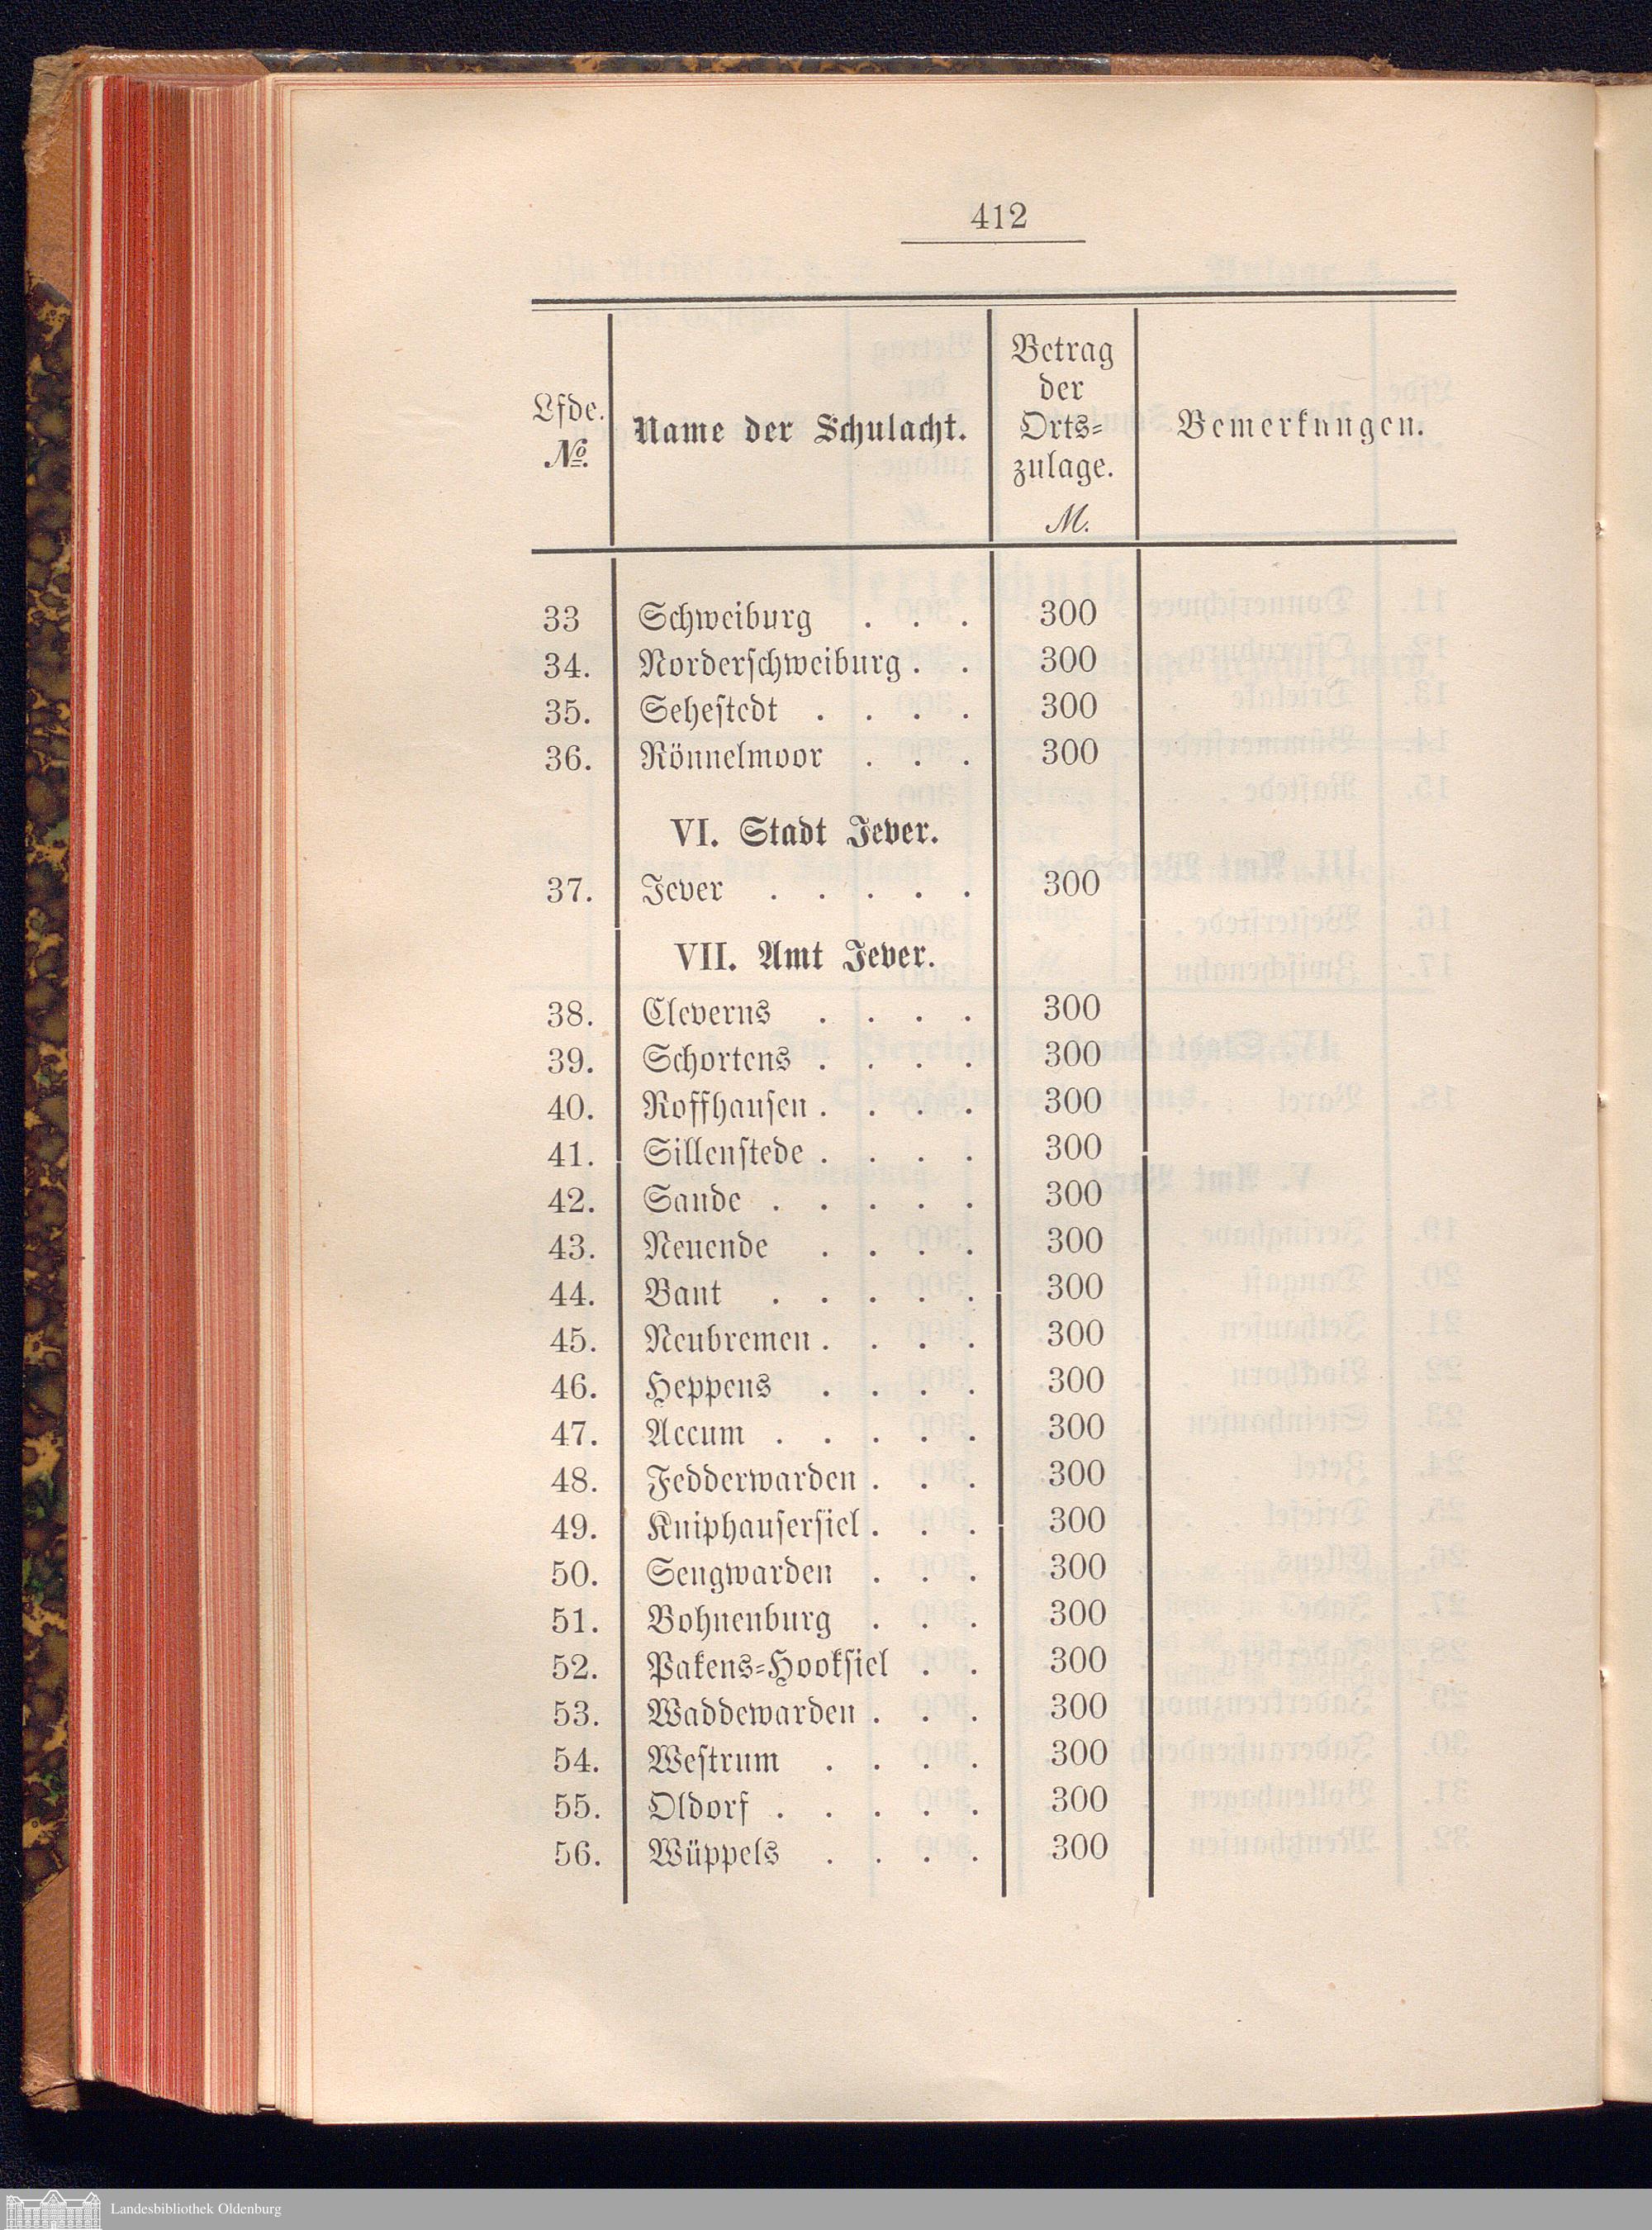 412
Lfde. №. Name der Schulacht. Betrag der Orts-zulage. M. Bemerkungen.
33 Schweiburg . . . 300
34. Norderschweiburg . . 300
35. Sehestedt . . . . 300
36. Rönnelmoor . . . 300
VI. Stadt Jever.
37. Jever . . . . . 300
VII. Amt Jever.
38. Cleverns . . . . 300
39. Schortens . . . . 300
40. Roffhausen . . . . 300
41. Sillenstede . . . . 300
42. Sande . . . . . 300
43. Neuende . . . . 300
44. Bant . . . . . 300
45. Neubremen . . . . 300
46. Heppens . . . . 300
47. Accum . . . . . 300
48. Fedderwarden . . . 300
49. Kniphausersiel . . . 300
50. Sengwarden . . . 300
51. Bohnenburg . . . 300
52. Pakens-Hooksiel . . 300
53. Waddewarden . . . 300
54. Westrum . . . . 300
55. Oldorf . . . . . 300
56. Wüppels . . . . 300
Landesbibliothek Oldenburg